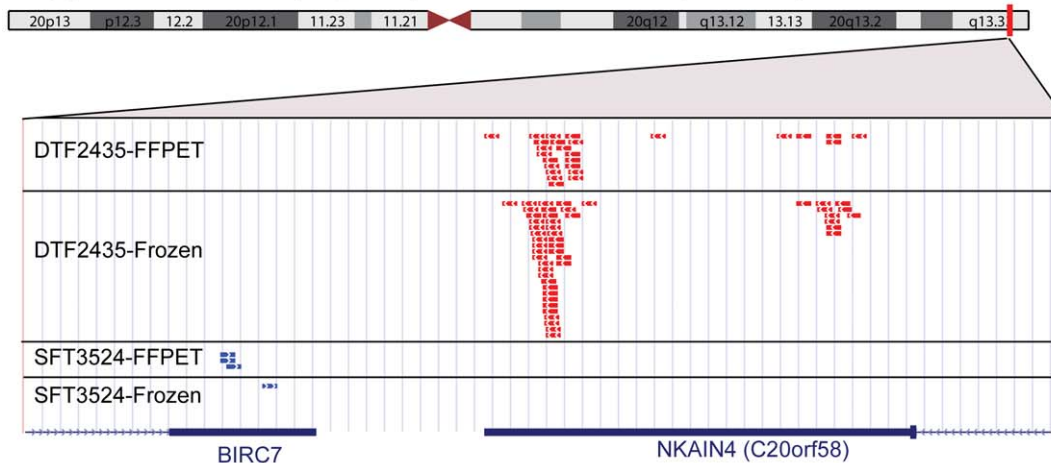 20p13 p12.3 12.2 20p12.1 11.23 11.21 20q12 q13.12 13.13 20q13.2 q13.3
DTF2435-FFPET
DTF2435-Frozen
SFT3524-FFPET
SFT3524-Frozen
BIRC7 NKAIN4 (C20orf58)